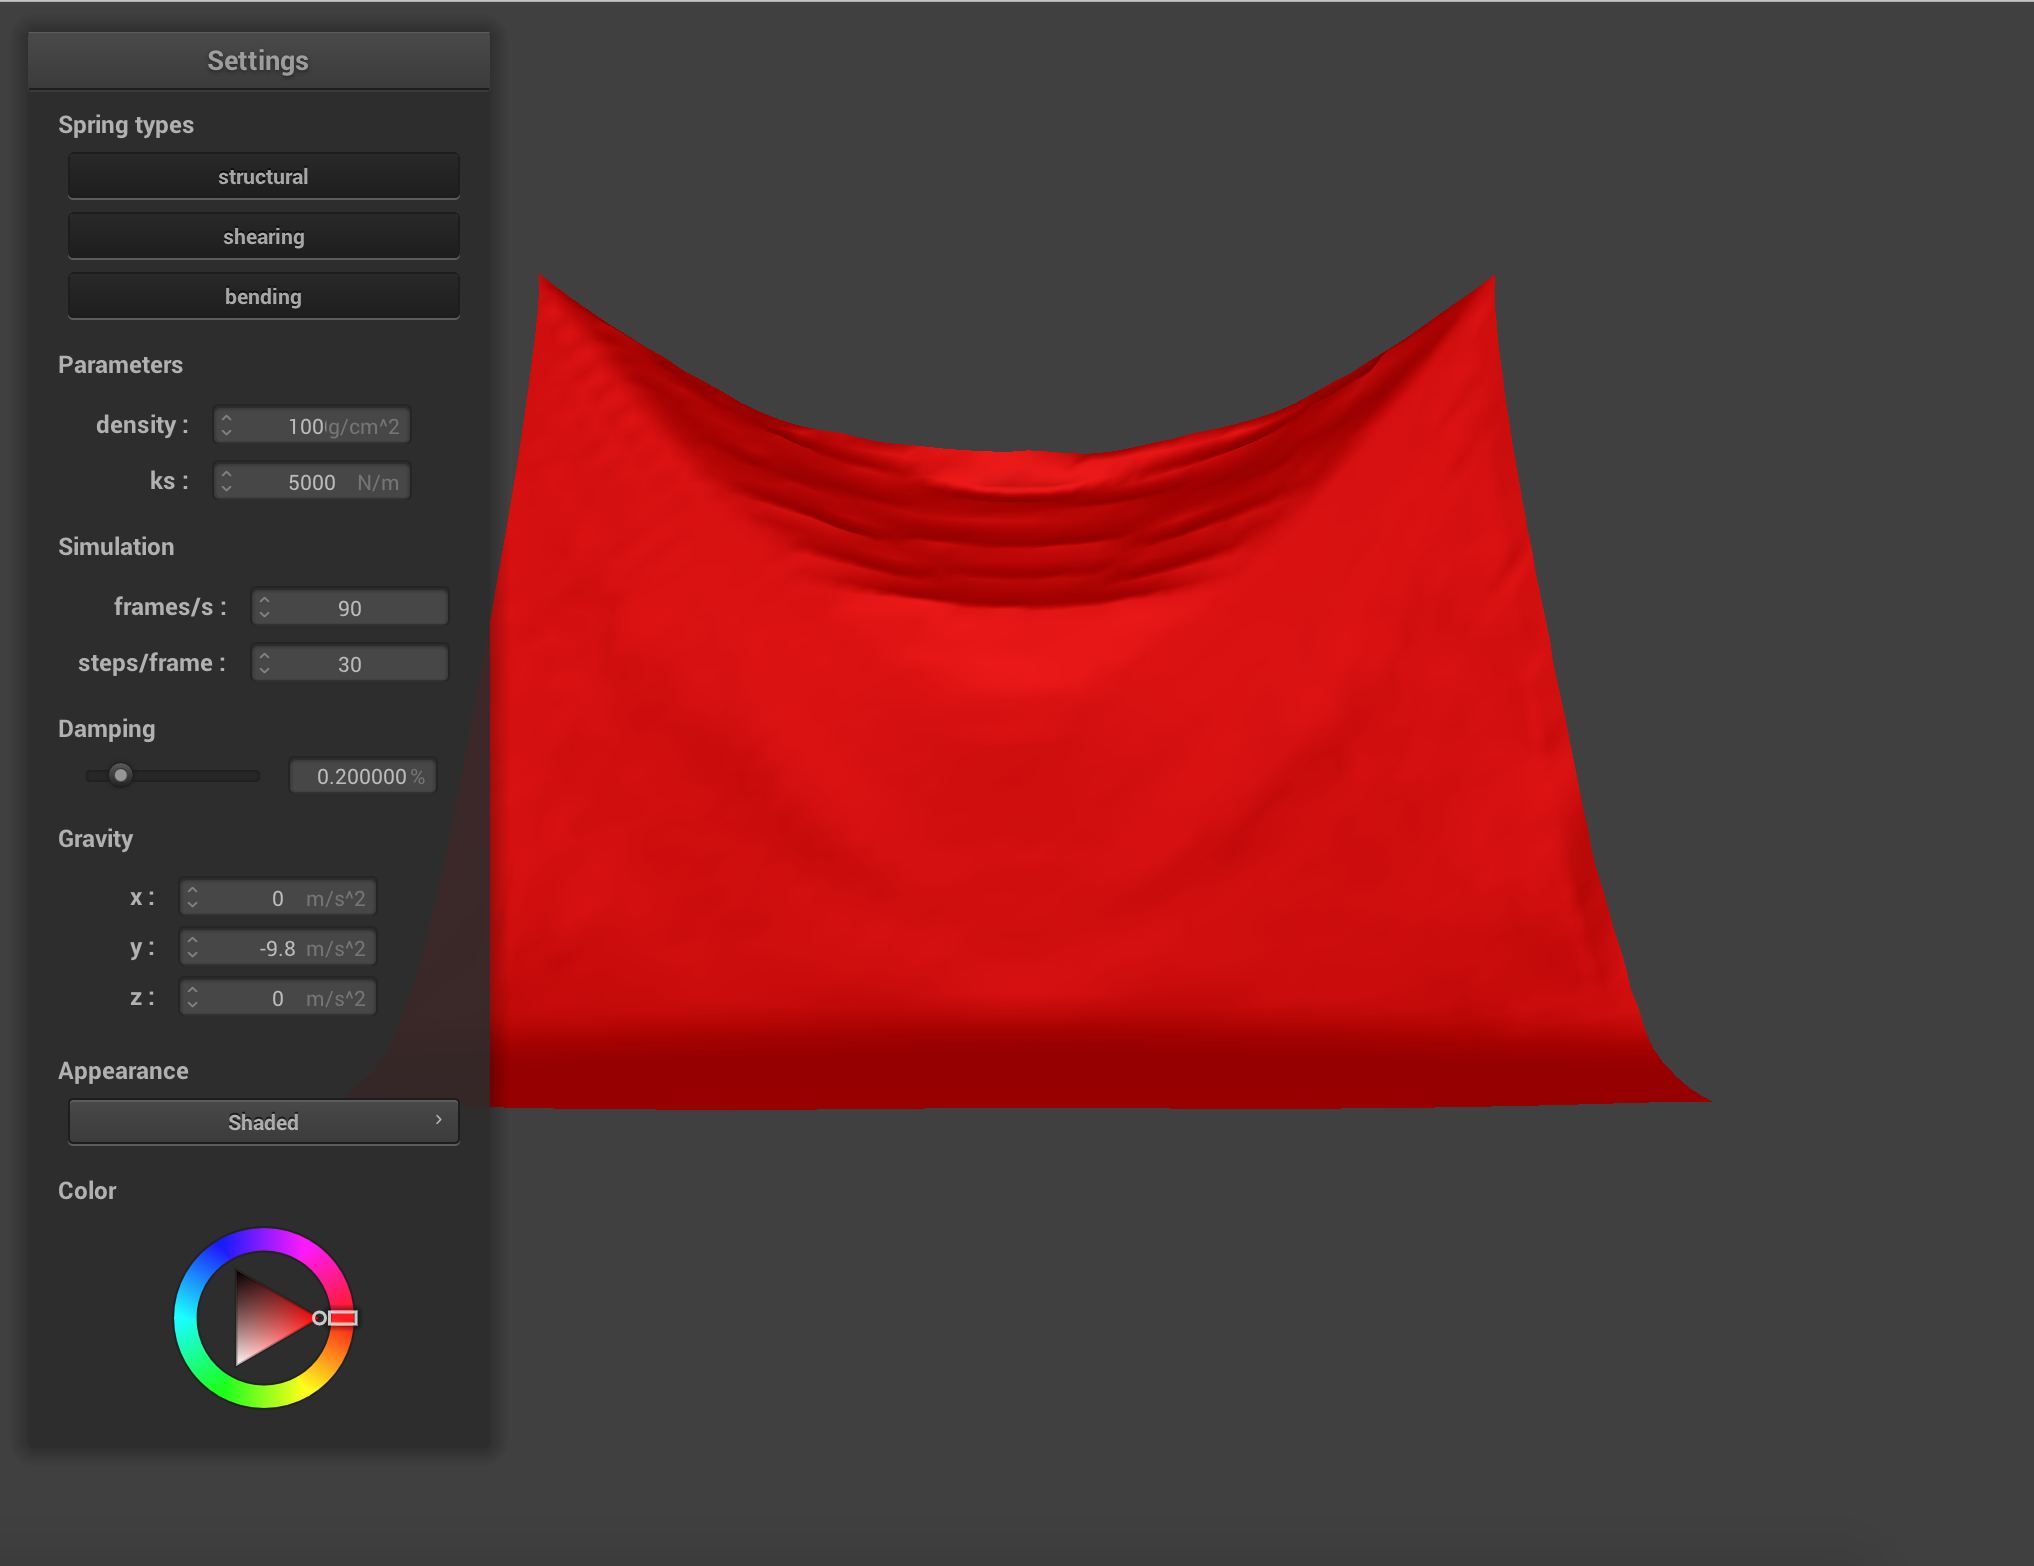 Settings
Spring types
structural
shearing
bending
Parameters
density : 100 g/cm^2
ks : 5000 N/m
Simulation
frames/s : 90
steps/frame : 30
Damping
0.200000 %
Gravity
x : 0 m/s^2
y : -9.8 m/s^2
z : 0 m/s^2
Appearance
Shaded
Color